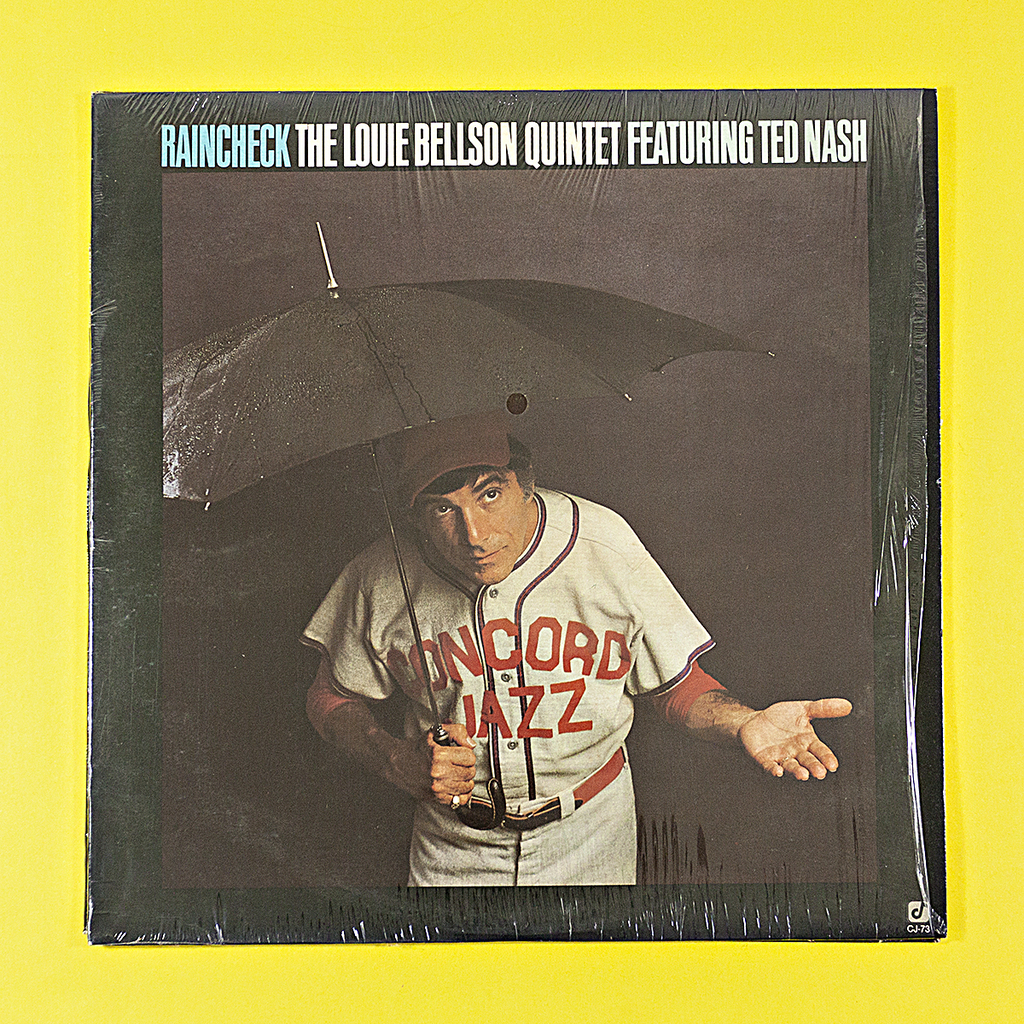 RAINCHECK THE LOUIE BELLSON QUINTET FEATURING TED NASH
CONCORD
JAZZ
CJ-73